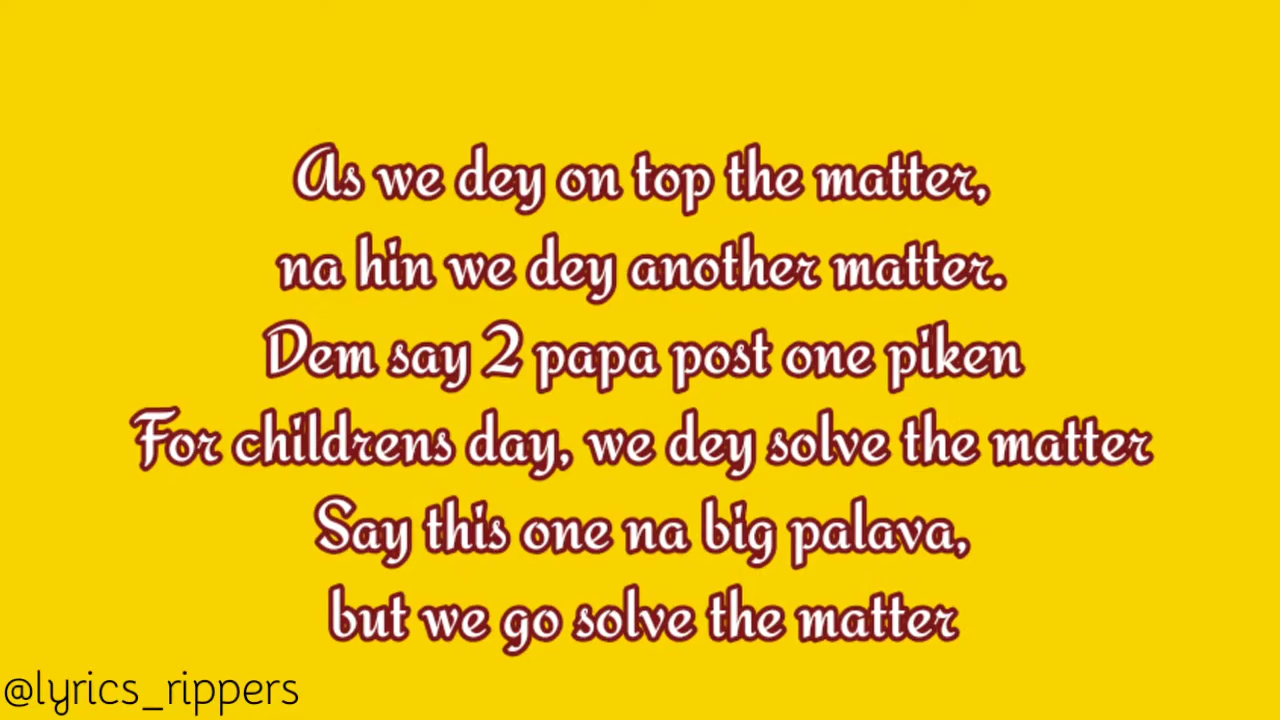 As we dey on top the matter,
na hin we dey another matter.
Dem say 2 papa post one piken
For childrens day, we dey solve the matter
Say this one na big palava,
but we go solve the matter
@lyrics_rippers